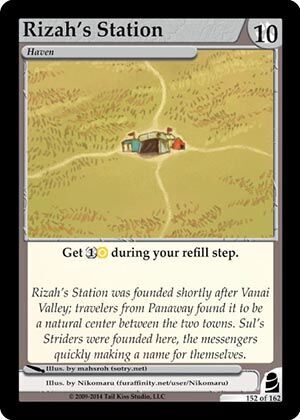 Rizah's Station
10
Haven
Get 1 during your refill step.
Rizah's Station was founded shortly after Vanai
Valley; travelers from Panaway found it to be
a natural center between the two towns. Sul's
Striders were founded here, the messengers
quickly making a name for themselves.
Illus. by mahsroh (sotry.net)
Illus. by Nikomaru (furaffinity.net/user/Nikomaru)
© 2009-2014 Tail Kiss Studio, LLC
152 of 162